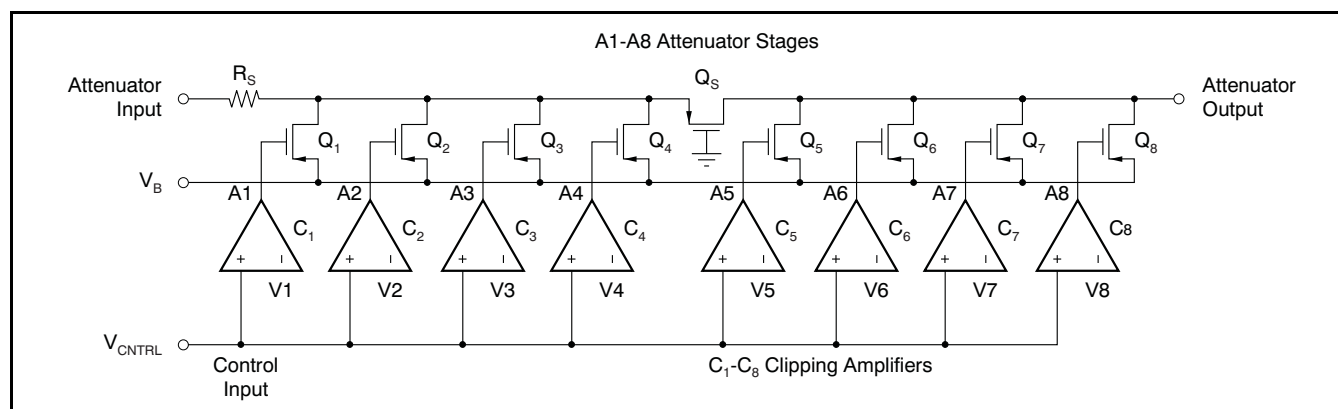 A1-A8 Attenuator Stages
Attenuator
Input
R_S
Q_S
Attenuator
Output
Q_1
Q_2
Q_3
Q_4
Q_5
Q_6
Q_7
Q_8
V_B
A1
A2
A3
A4
A5
A6
A7
A8
C_1
C_2
C_3
C_4
C_5
C_6
C_7
C_8
+ –
+ –
+ –
+ –
+ –
+ –
+ –
+ –
V1
V2
V3
V4
V5
V6
V7
V8
V_CNTRL
Control
Input
C_1-C_8 Clipping Amplifiers